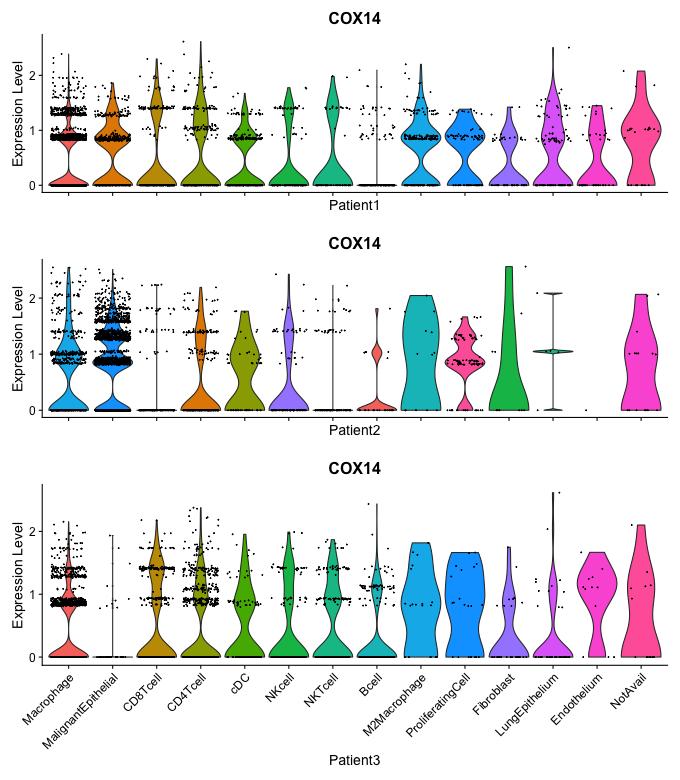 COX14
Expression Level
2
1
0
Patient1
COX14
Expression Level
2
1
0
Patient2
COX14
Expression Level
2
1
0
Macrophage
MalignantEpithelial
CD8Tcell
CD4Tcell
cDC
NKcell
NKTcell
Bcell
M2Macrophage
ProliferatingCell
Fibroblast
LungEpithelium
Endothelium
NotAvail
Patient3